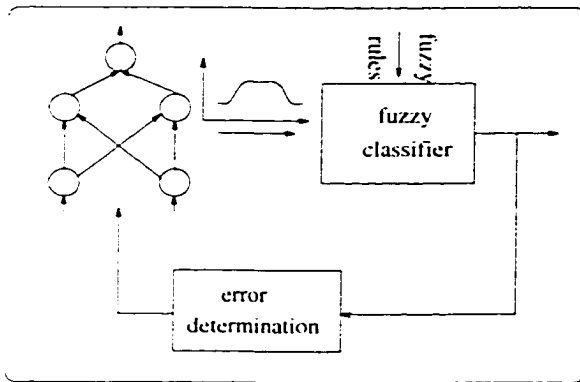 fuzzy
rules
fuzzy
classifier
error
determination